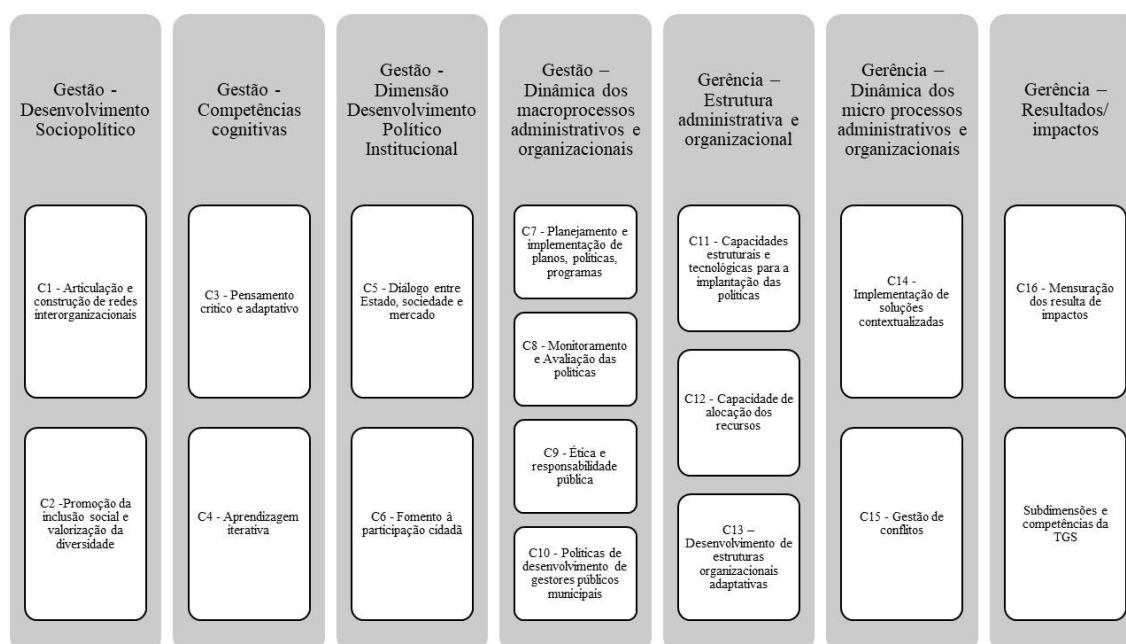 Gestão -
Desenvolvimento
Sociopolítico
C1 - Articulação e
construção de redes
interorganizacionais
C2 -Promoção da
inclusão social e
valorização da
diversidade
Gestão -
Competências
cognitivas
C3 - Pensamento
crítico e adaptativo
C4 - Aprendizagem
iterativa
Gestão -
Dimensão
Desenvolvimento
Político
Institucional
C5 - Diálogo entre
Estado, sociedade e
mercado
C6 - Fomento à
participação cidadã
Gestão –
Dinâmica dos
macroprocessos
administrativos e
organizacionais
C7 - Planejamento e
implementação de
planos, políticas,
programas
C8 - Monitoramento
e Avaliação das
políticas
C9 - Ética e
responsabilidade
pública
C10 - Políticas de
desenvolvimento de
gestores públicos
municipais
Gerência –
Estrutura
administrativa e
organizacional
C11 - Capacidades
estruturais e
tecnológicas para a
implantação das
políticas
C12 - Capacidade de
alocação dos
recursos
C13 –
Desenvolvimento de
estruturas
organizacionais
adaptativas
Gerência –
Dinâmica dos
micro processos
administrativos e
organizacionais
C14 -
Implementação de
soluções
contextualizadas
C15 - Gestão de
conflitos
Gerência –
Resultados/
impactos
C16 - Mensuração
dos resulta de
impactos
Subdimensões e
competências da
TGS